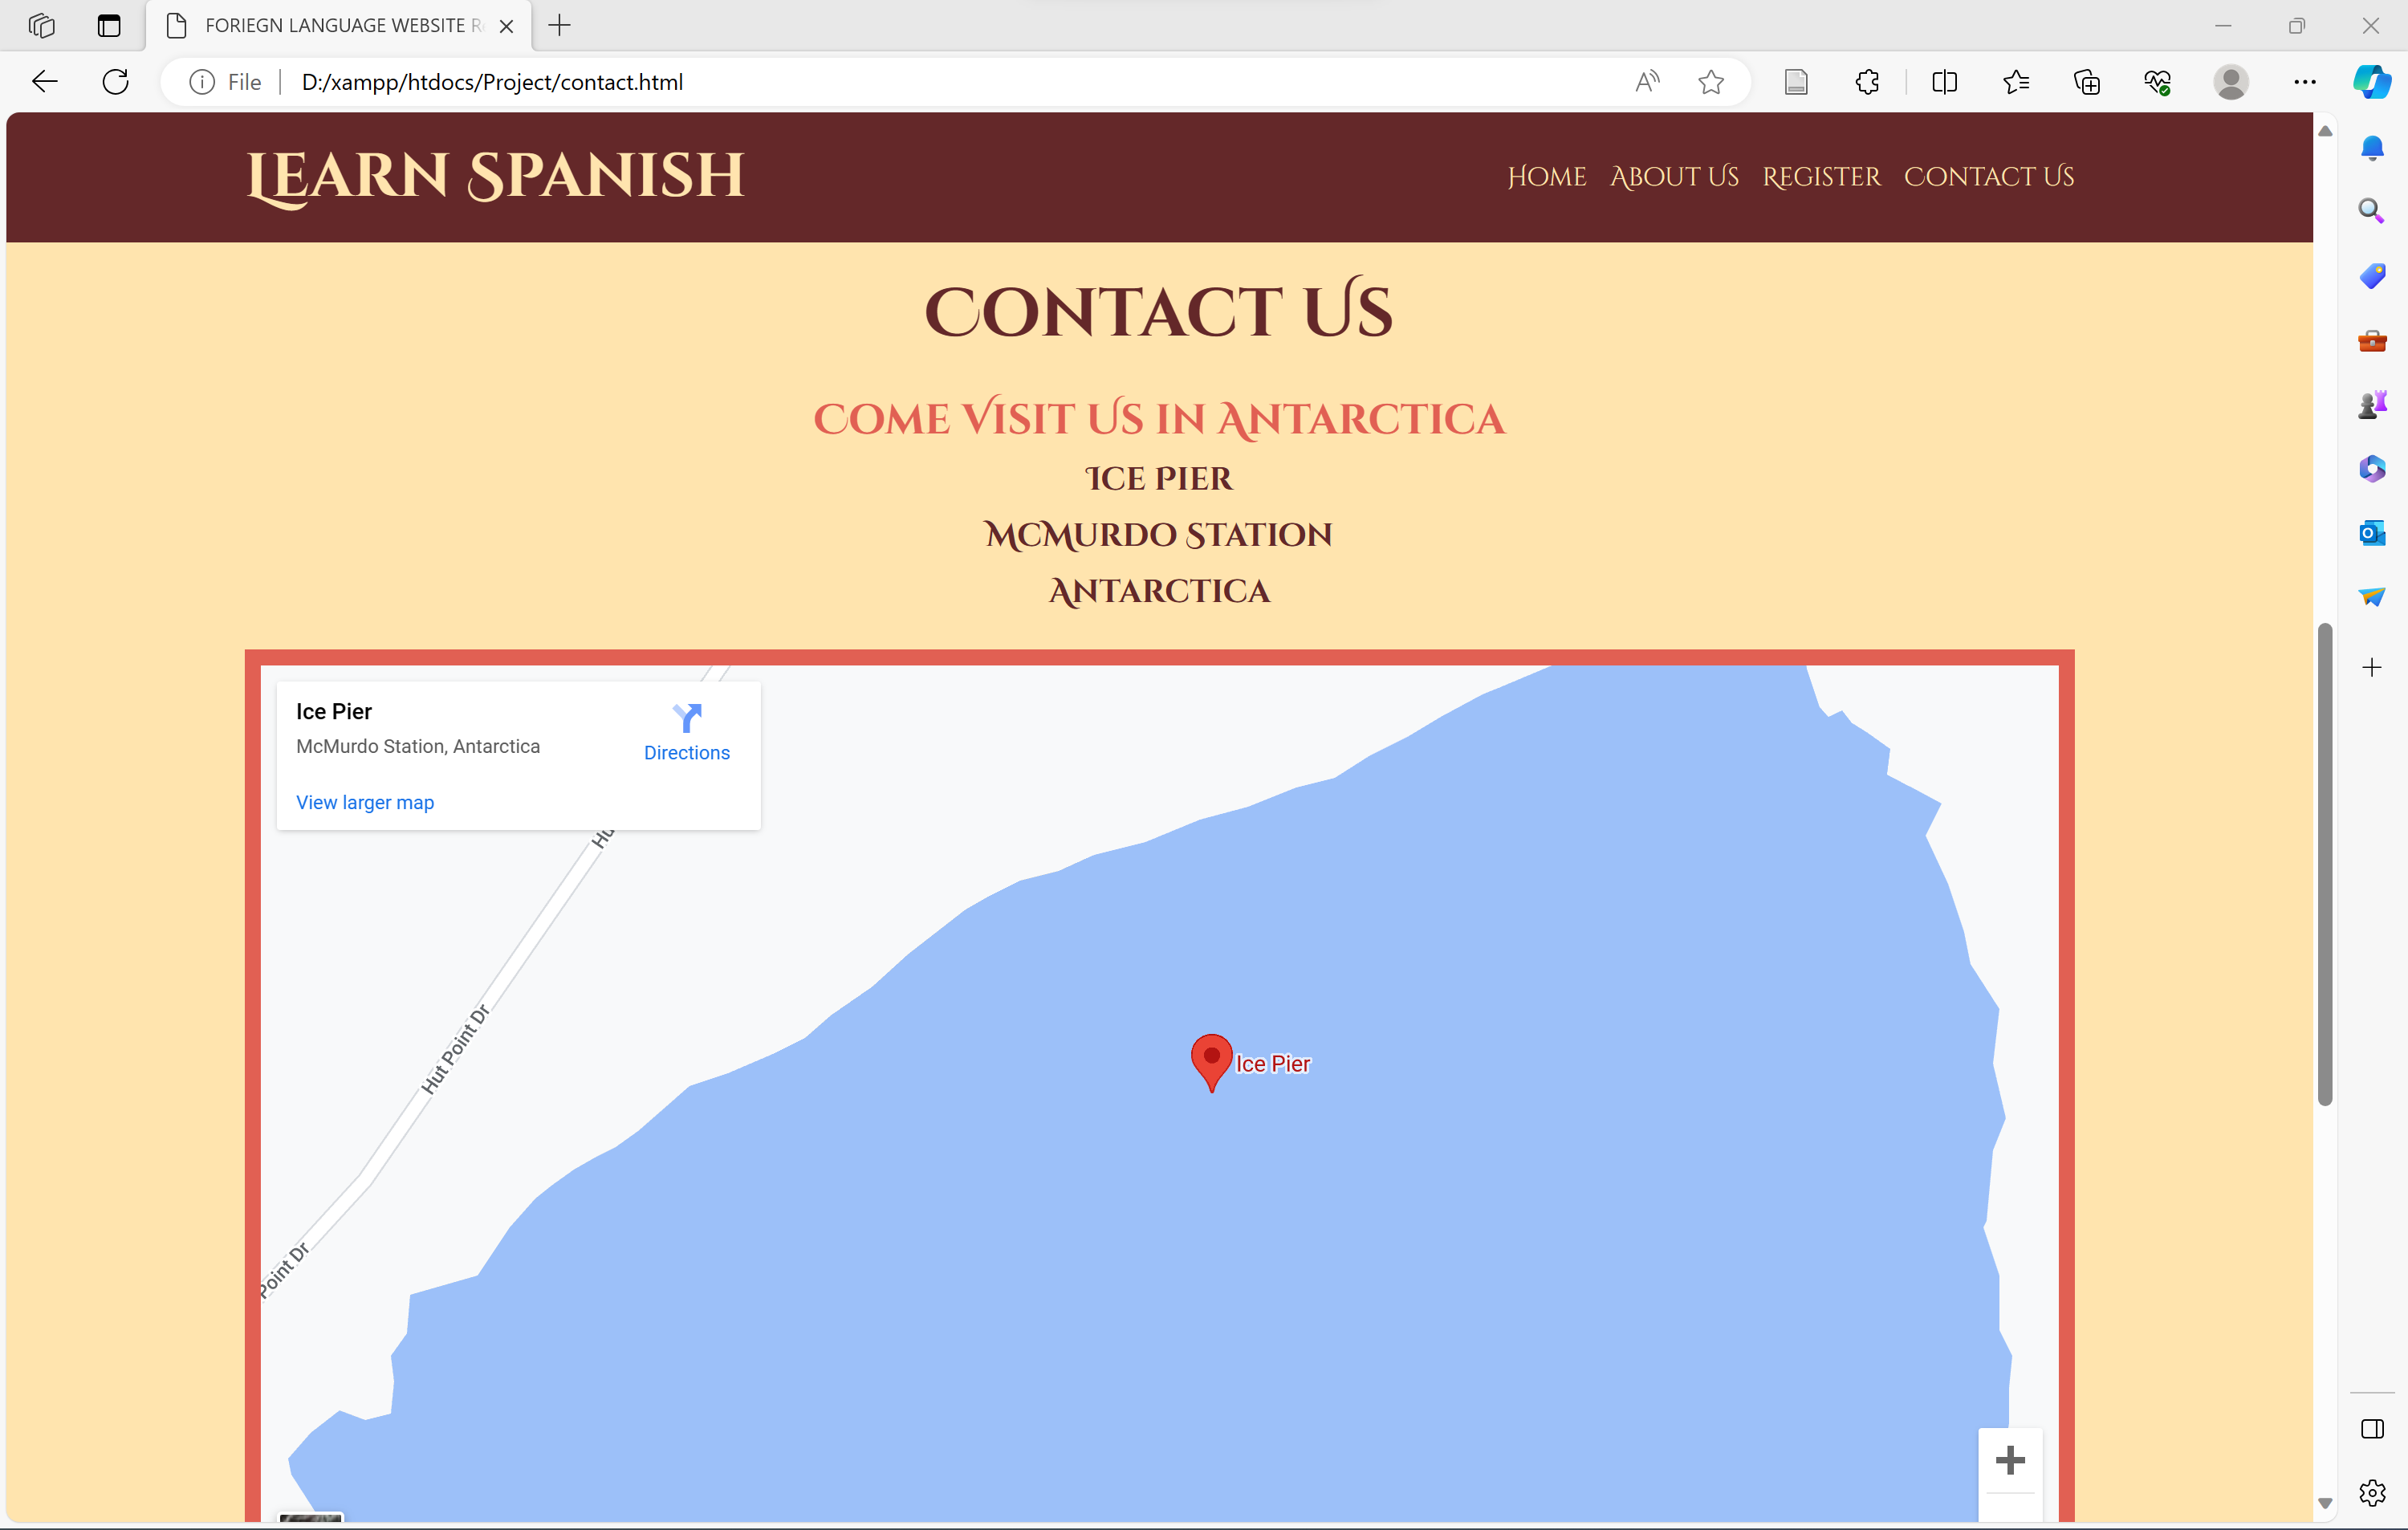 FORIEGN LANGUAGE WEBSITE R
File D:/xampp/htdocs/Project/contact.html
Learn Spanish
Home About Us Register Contact Us
Contact Us
Come Visit Us in Antarctica
Ice Pier
McMurdo Station
Antarctica
Ice Pier
McMurdo Station, Antarctica
Directions
View larger map
Hu
Hut Point Dr
Ice Pier
Point Dr